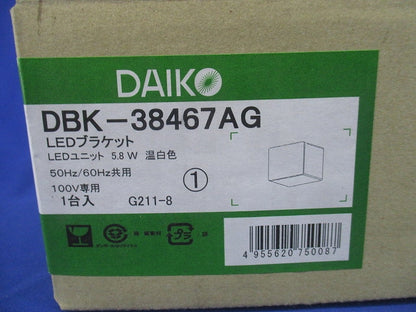 DAIKO
DBK-38467AG
LEDブラケット
LEDユニット 5.8W 温白色
50Hz/60Hz共用
100V専用
①
1台入 G211-8
4 955620 750087